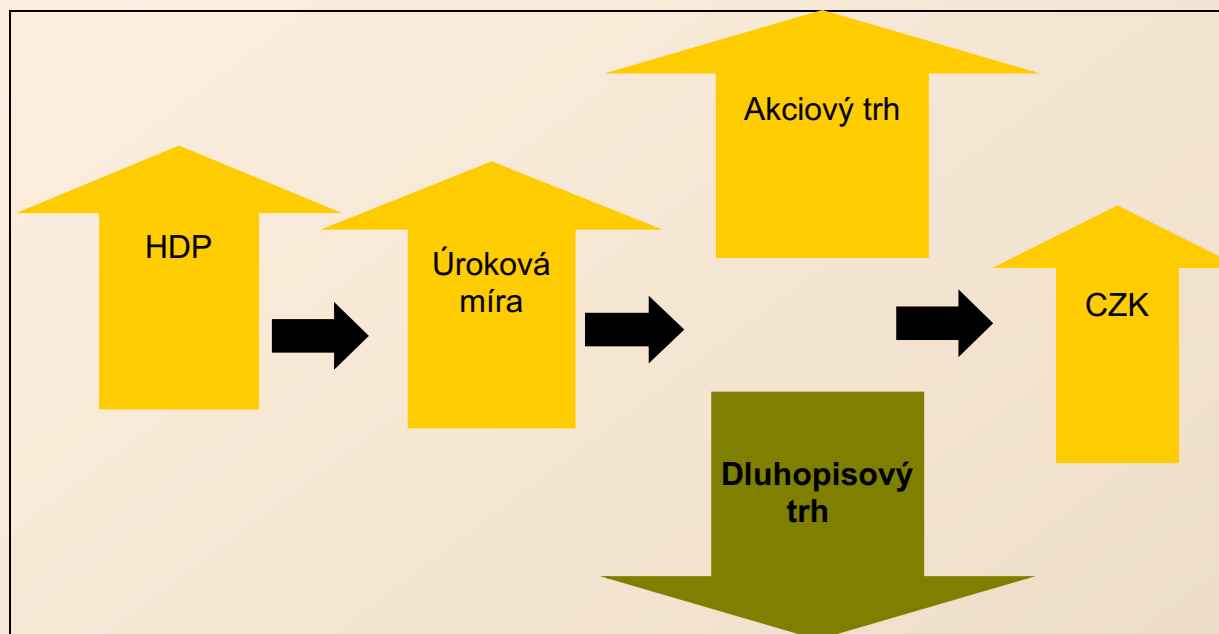 HDP
Úroková
míra
Akciový trh
Dluhopisový
trh
CZK